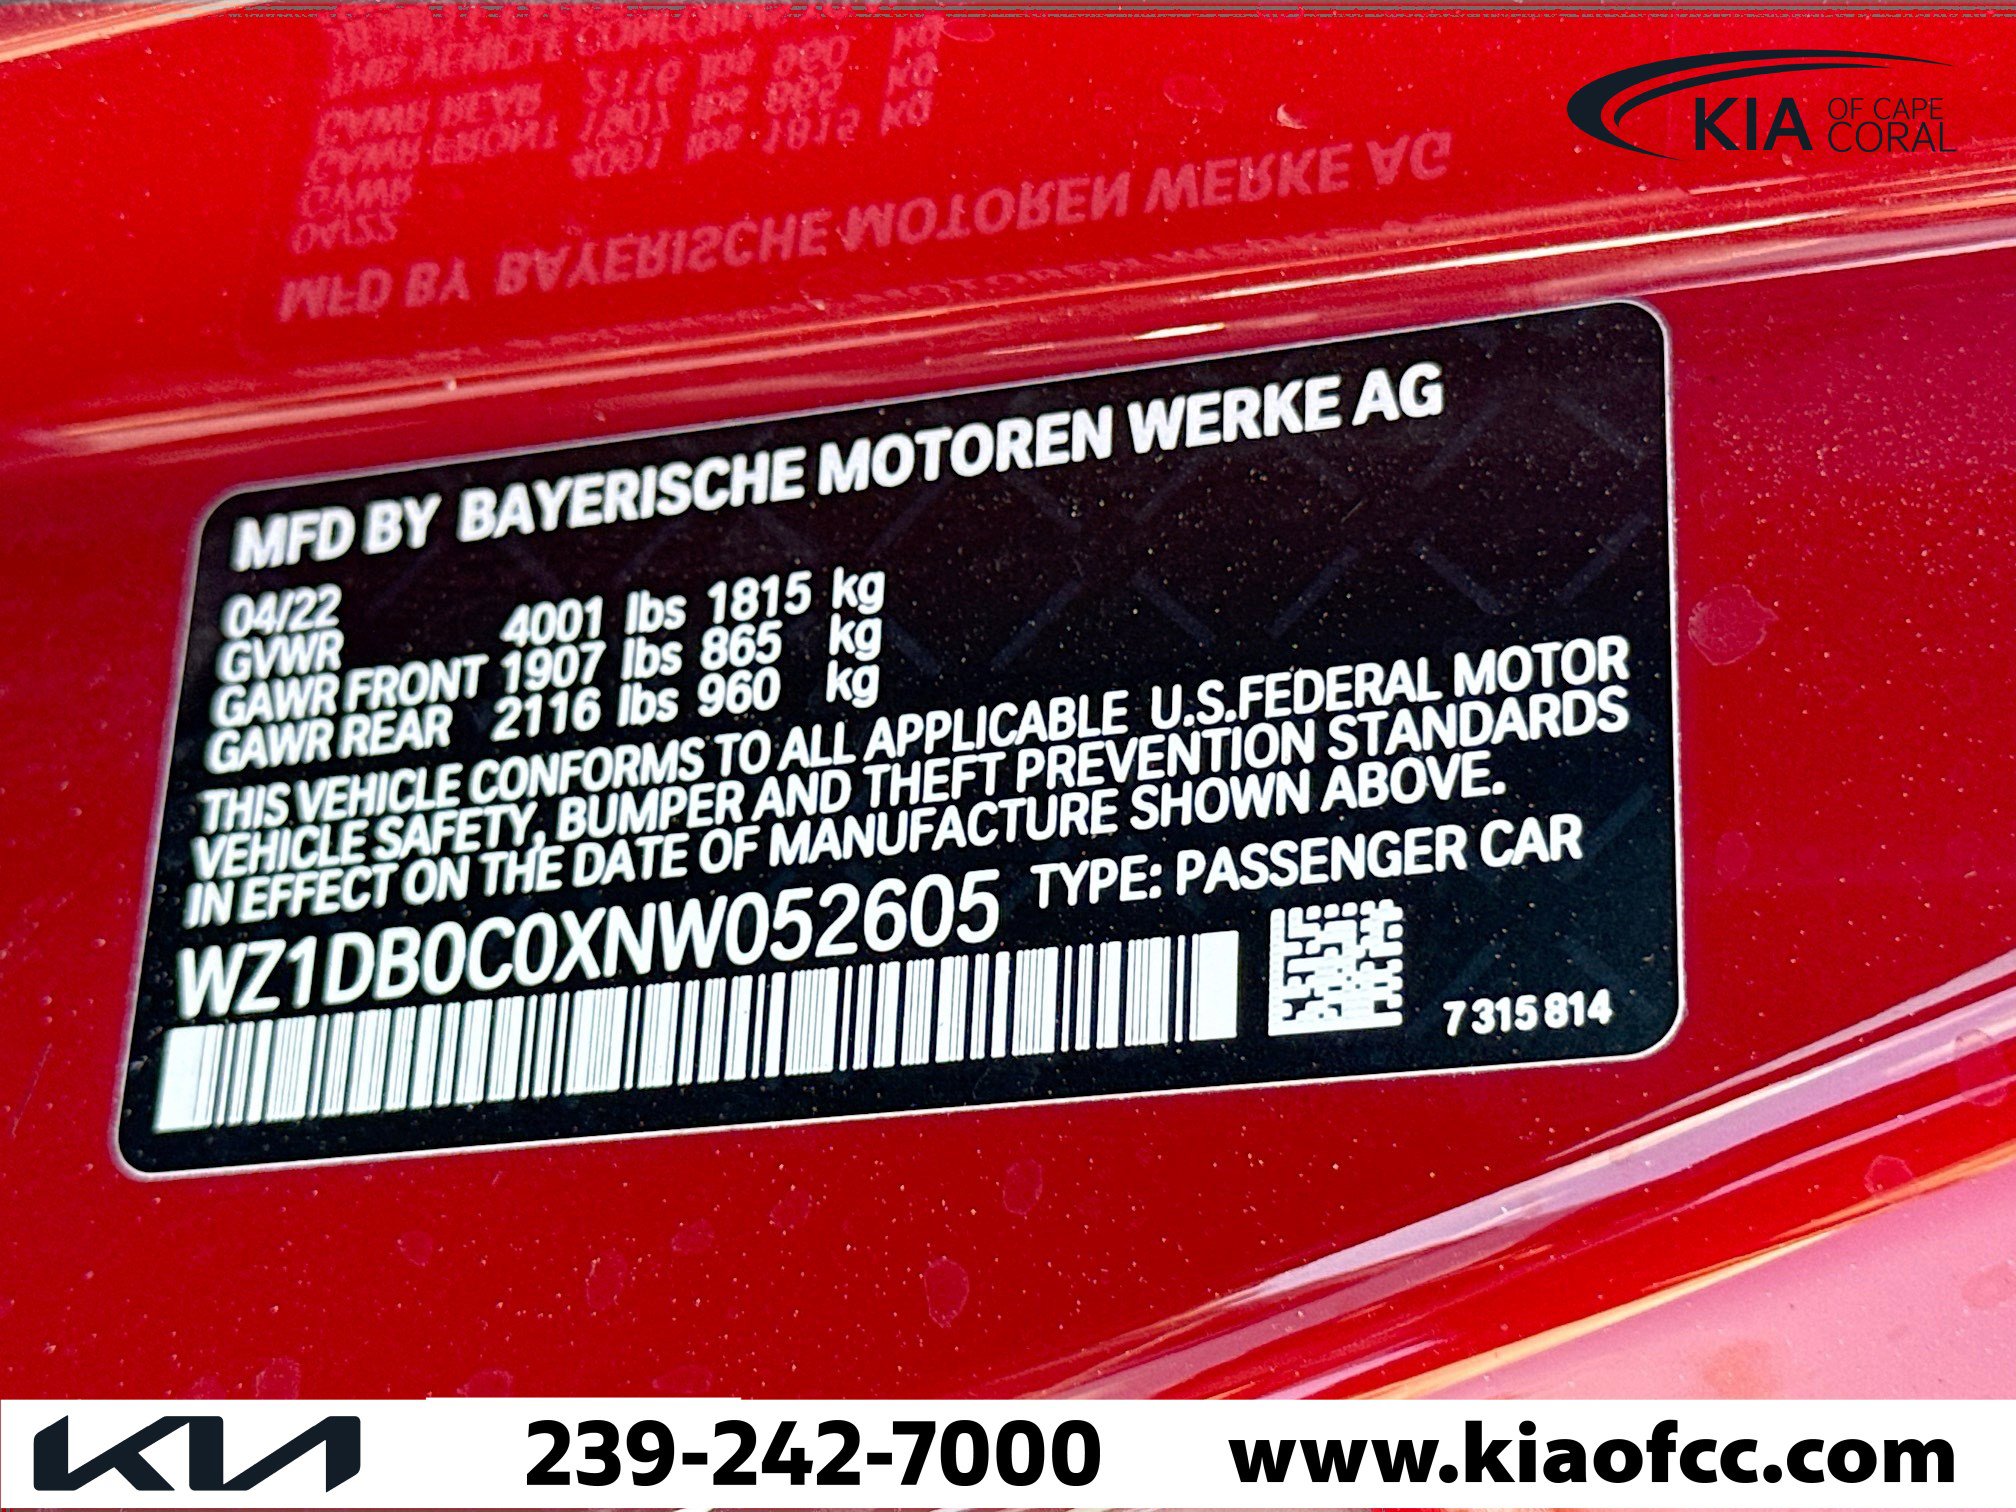 KIA OF CAPE CORAL
MFD BY BAYERISCHE MOTOREN WERKE AG
04/22
GVWR 4001 lbs 1815 kg
GAWR FRONT 1907 lbs 865 kg
GAWR REAR 2116 lbs 960 kg
THIS VEHICLE CONFORMS TO ALL APPLICABLE U.S.FEDERAL MOTOR
VEHICLE SAFETY, BUMPER AND THEFT PREVENTION STANDARDS
IN EFFECT ON THE DATE OF MANUFACTURE SHOWN ABOVE.
WZ1DB0C0XNW052605 TYPE: PASSENGER CAR
7 315 814
KIA 239-242-7000 www.kiaofcc.com